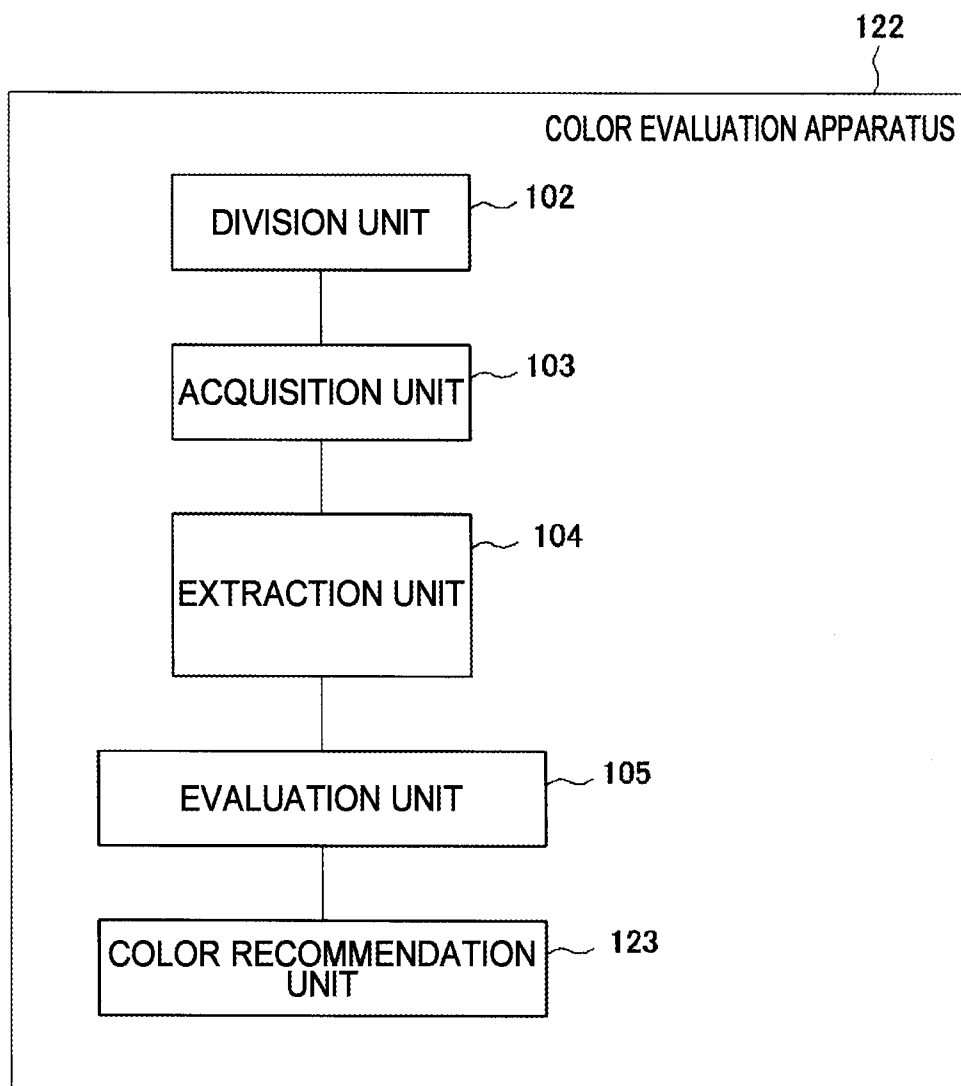 122
COLOR EVALUATION APPARATUS
DIVISION UNIT
102
ACQUISITION UNIT
103
EXTRACTION UNIT
104
EVALUATION UNIT
105
COLOR RECOMMENDATION
UNIT
123